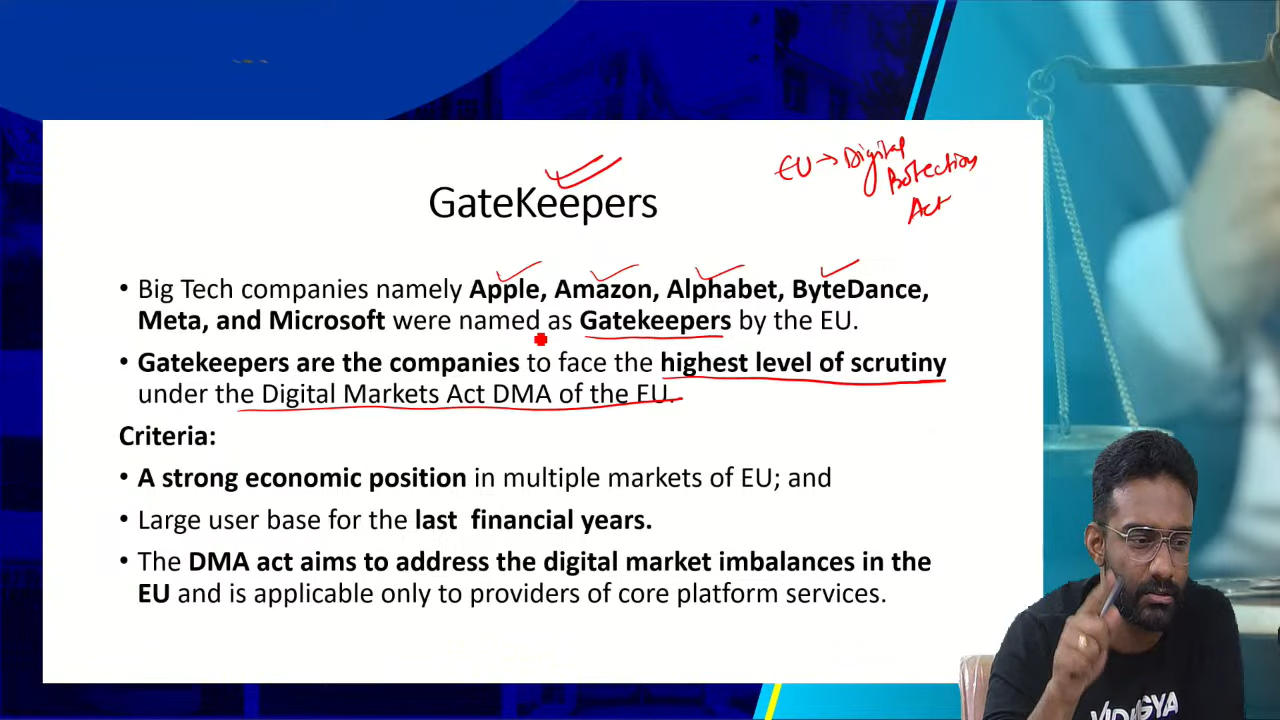 EU → Digital
Protection
Act
GateKeepers
• Big Tech companies namely Apple, Amazon, Alphabet, ByteDance,
Meta, and Microsoft were named as Gatekeepers by the EU.
• Gatekeepers are the companies to face the highest level of scrutiny
under the Digital Markets Act DMA of the EU.
Criteria:
• A strong economic position in multiple markets of EU; and
• Large user base for the last financial years.
• The DMA act aims to address the digital market imbalances in the
EU and is applicable only to providers of core platform services.